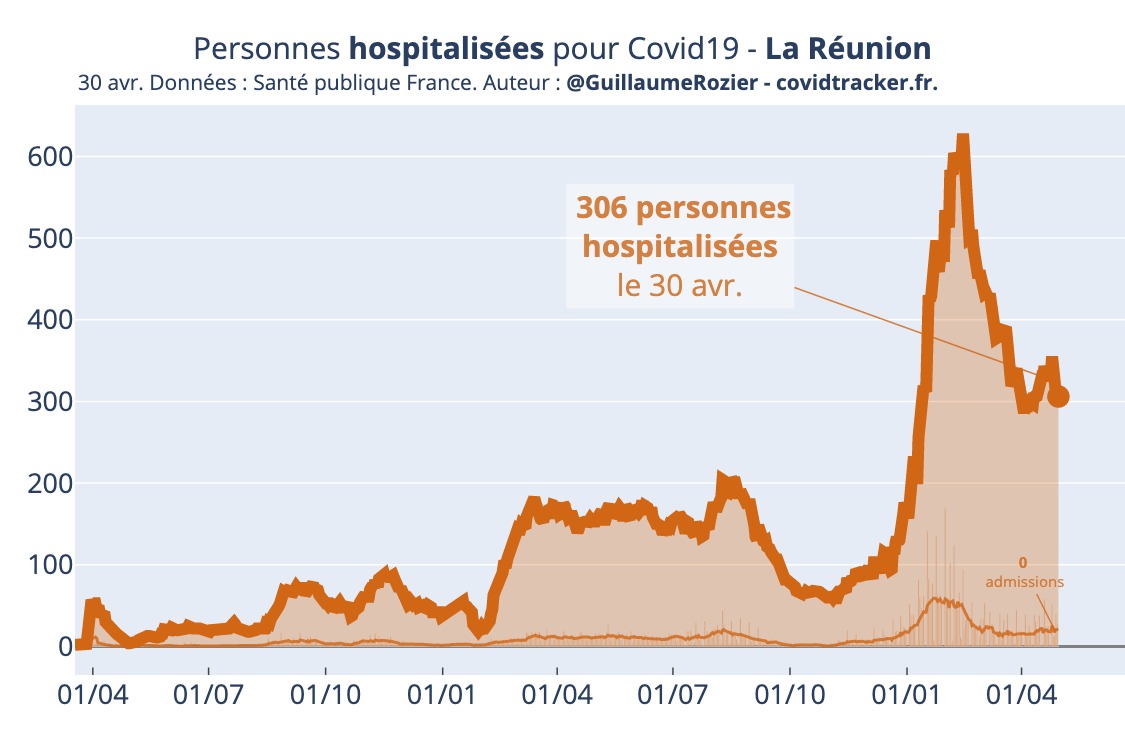 Personnes hospitalisées pour Covid19 - La Réunion
30 avr. Données : Santé publique France. Auteur : @GuillaumeRozier - covidtracker.fr.
600
500
400
300
200
100
0
306 personnes
hospitalisées
le 30 avr.
0
admissions
01/04 01/07 01/10 01/01 01/04 01/07 01/10 01/01 01/04